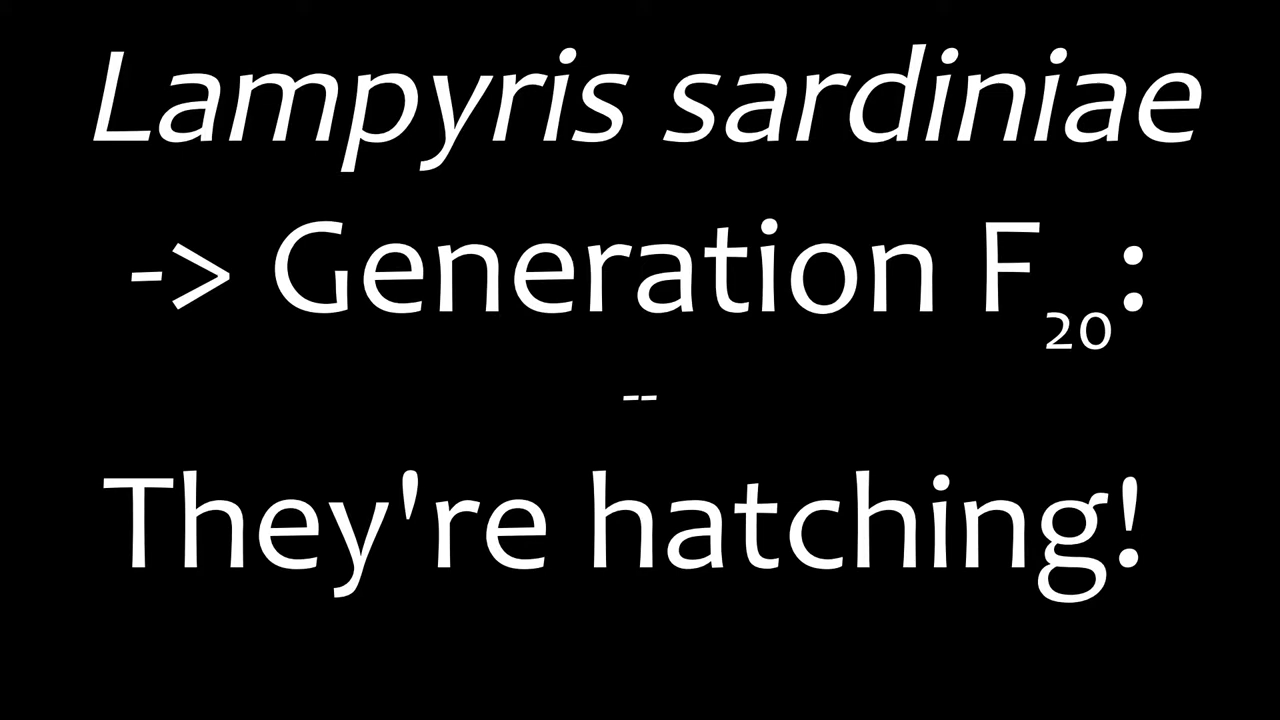 Lampyris sardiniae
-> Generation F₂₀:
--
They're hatching!